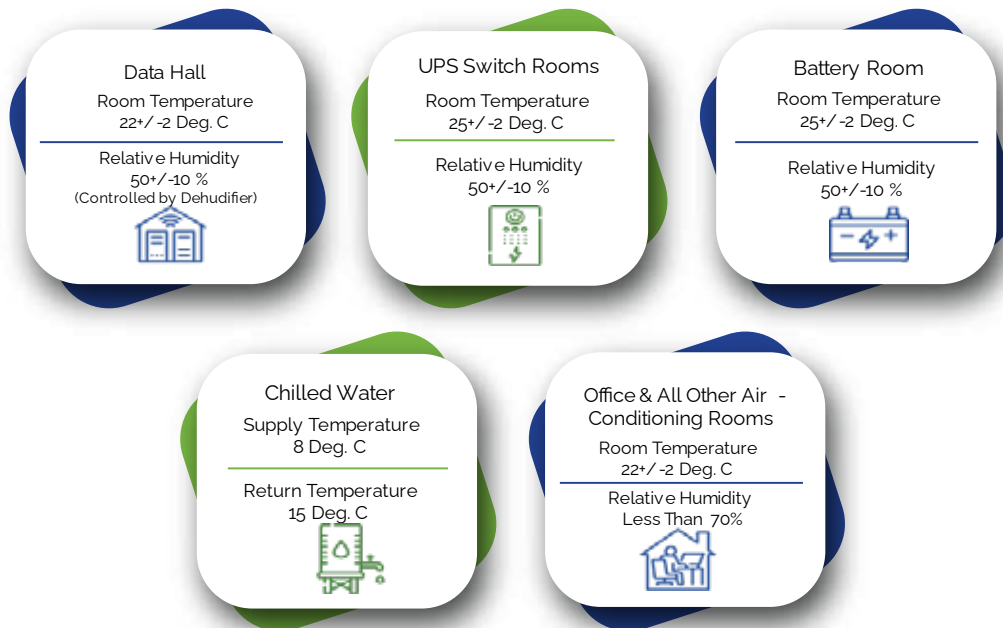 Data Hall
Room Temperature
22+/-2 Deg. C
Relative Humidity
50+/-10 %
(Controlled by Dehudifier)
UPS Switch Rooms
Room Temperature
25+/-2 Deg. C
Relative Humidity
50+/-10 %
Battery Room
Room Temperature
25+/-2 Deg. C
Relative Humidity
50+/-10 %
Chilled Water
Supply Temperature
8 Deg. C
Return Temperature
15 Deg. C
Office & All Other Air -
Conditioning Rooms
Room Temperature
22+/-2 Deg. C
Relative Humidity
Less Than 70%